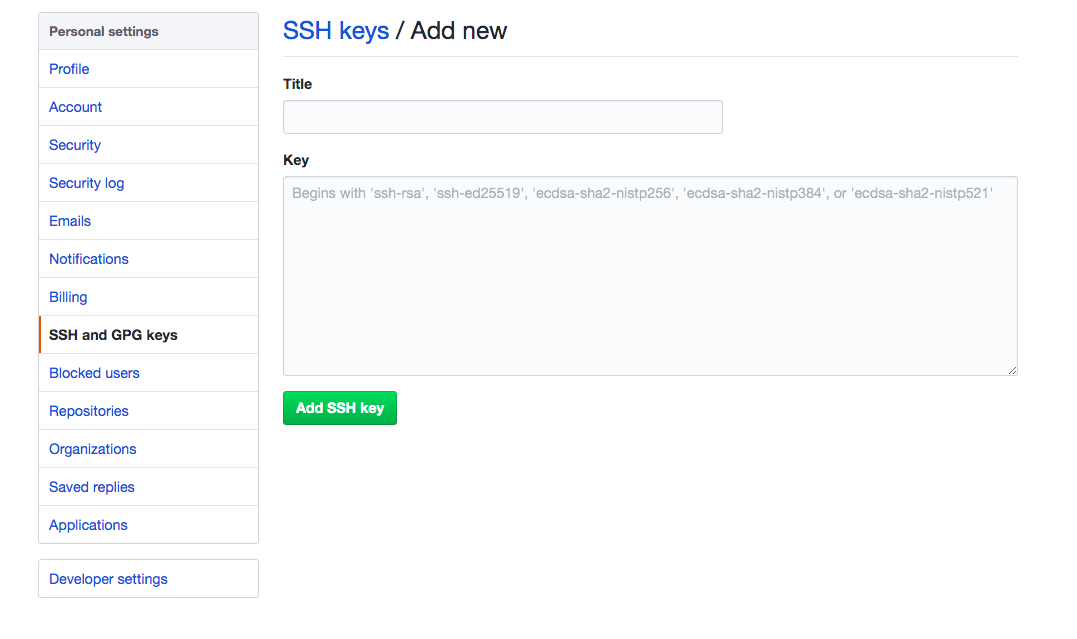 Personal settings
Profile
Account
Security
Security log
Emails
Notifications
Billing
SSH and GPG keys
Blocked users
Repositories
Organizations
Saved replies
Applications
Developer settings
SSH keys / Add new
Title
Key
Begins with 'ssh-rsa', 'ssh-ed25519', 'ecdsa-sha2-nistp256', 'ecdsa-sha2-nistp384', or 'ecdsa-sha2-nistp521'
Add SSH key